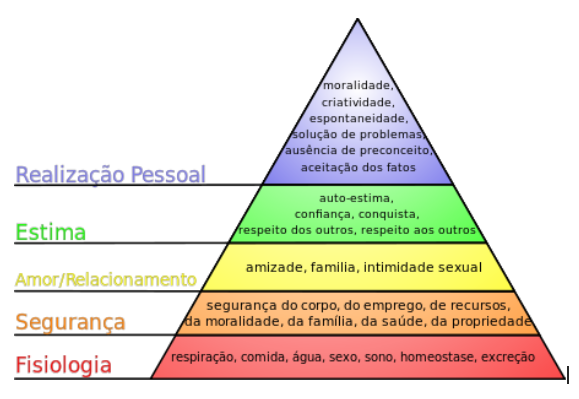 moralidade,
criatividade,
espontaneidade,
solução de problemas,
ausência de preconceito,
aceitação dos fatos
Realização Pessoal
auto-estima,
confiança, conquista,
respeito dos outros, respeito aos outros
Estima
amizade, familia, intimidade sexual
Amor/Relacionamento
segurança do corpo, do emprego, de recursos,
da moralidade, da família, da saúde, da propriedade
Segurança
respiração, comida, água, sexo, sono, homeostase, excreção
Fisiologia